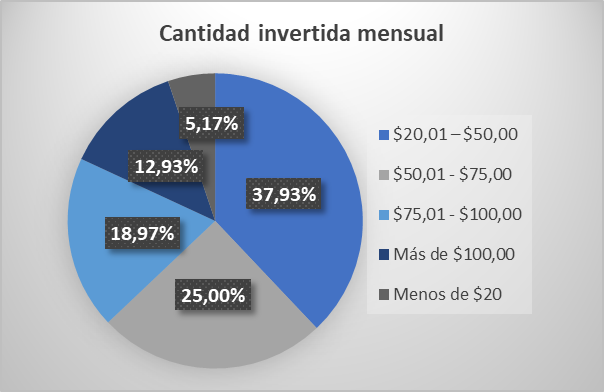 Cantidad invertida mensual
5,17%
12,93%
37,93%
18,97%
25,00%
$20,01 – $50,00
$50,01 - $75,00
$75,01 - $100,00
Más de $100,00
Menos de $20